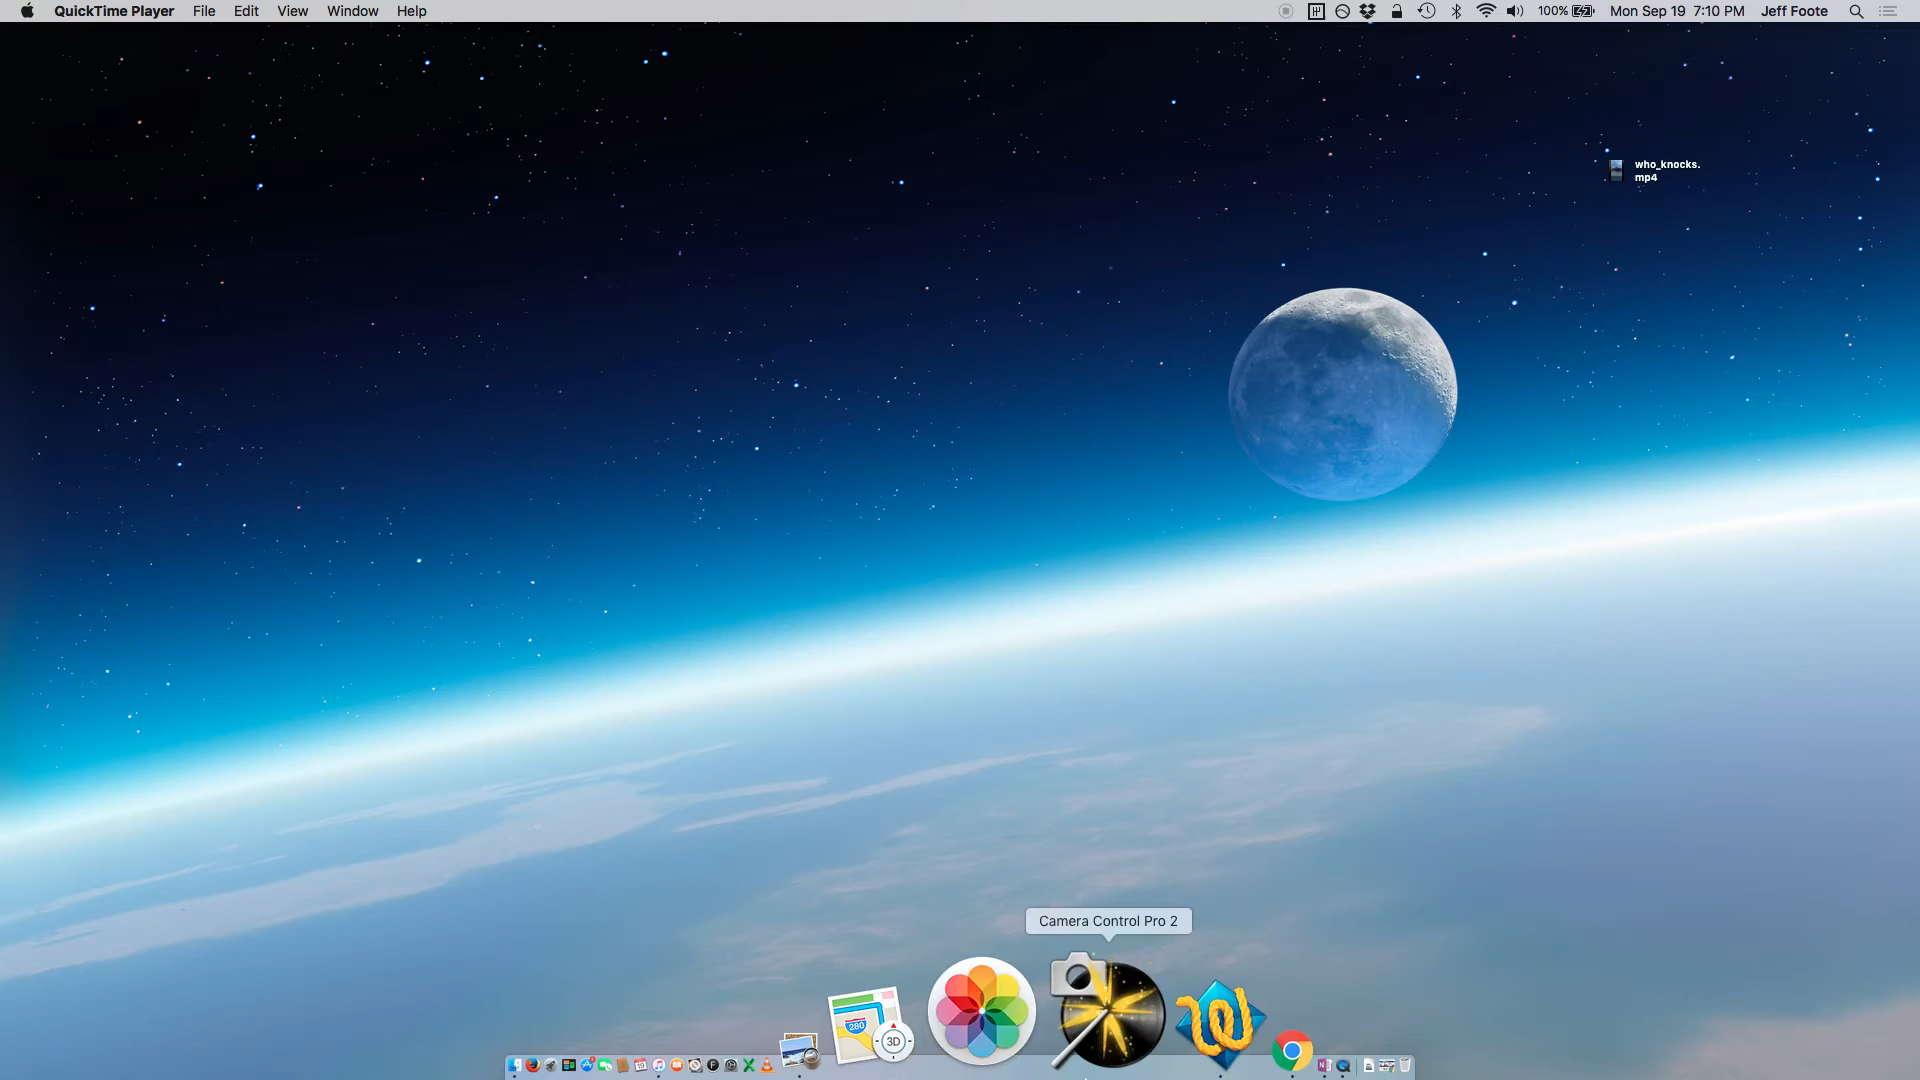 QuickTime Player File Edit View Window Help 100% Mon Sep 19 7:10 PM Jeff Foote
who_knocks.
mp4
Camera Control Pro 2
280
3D